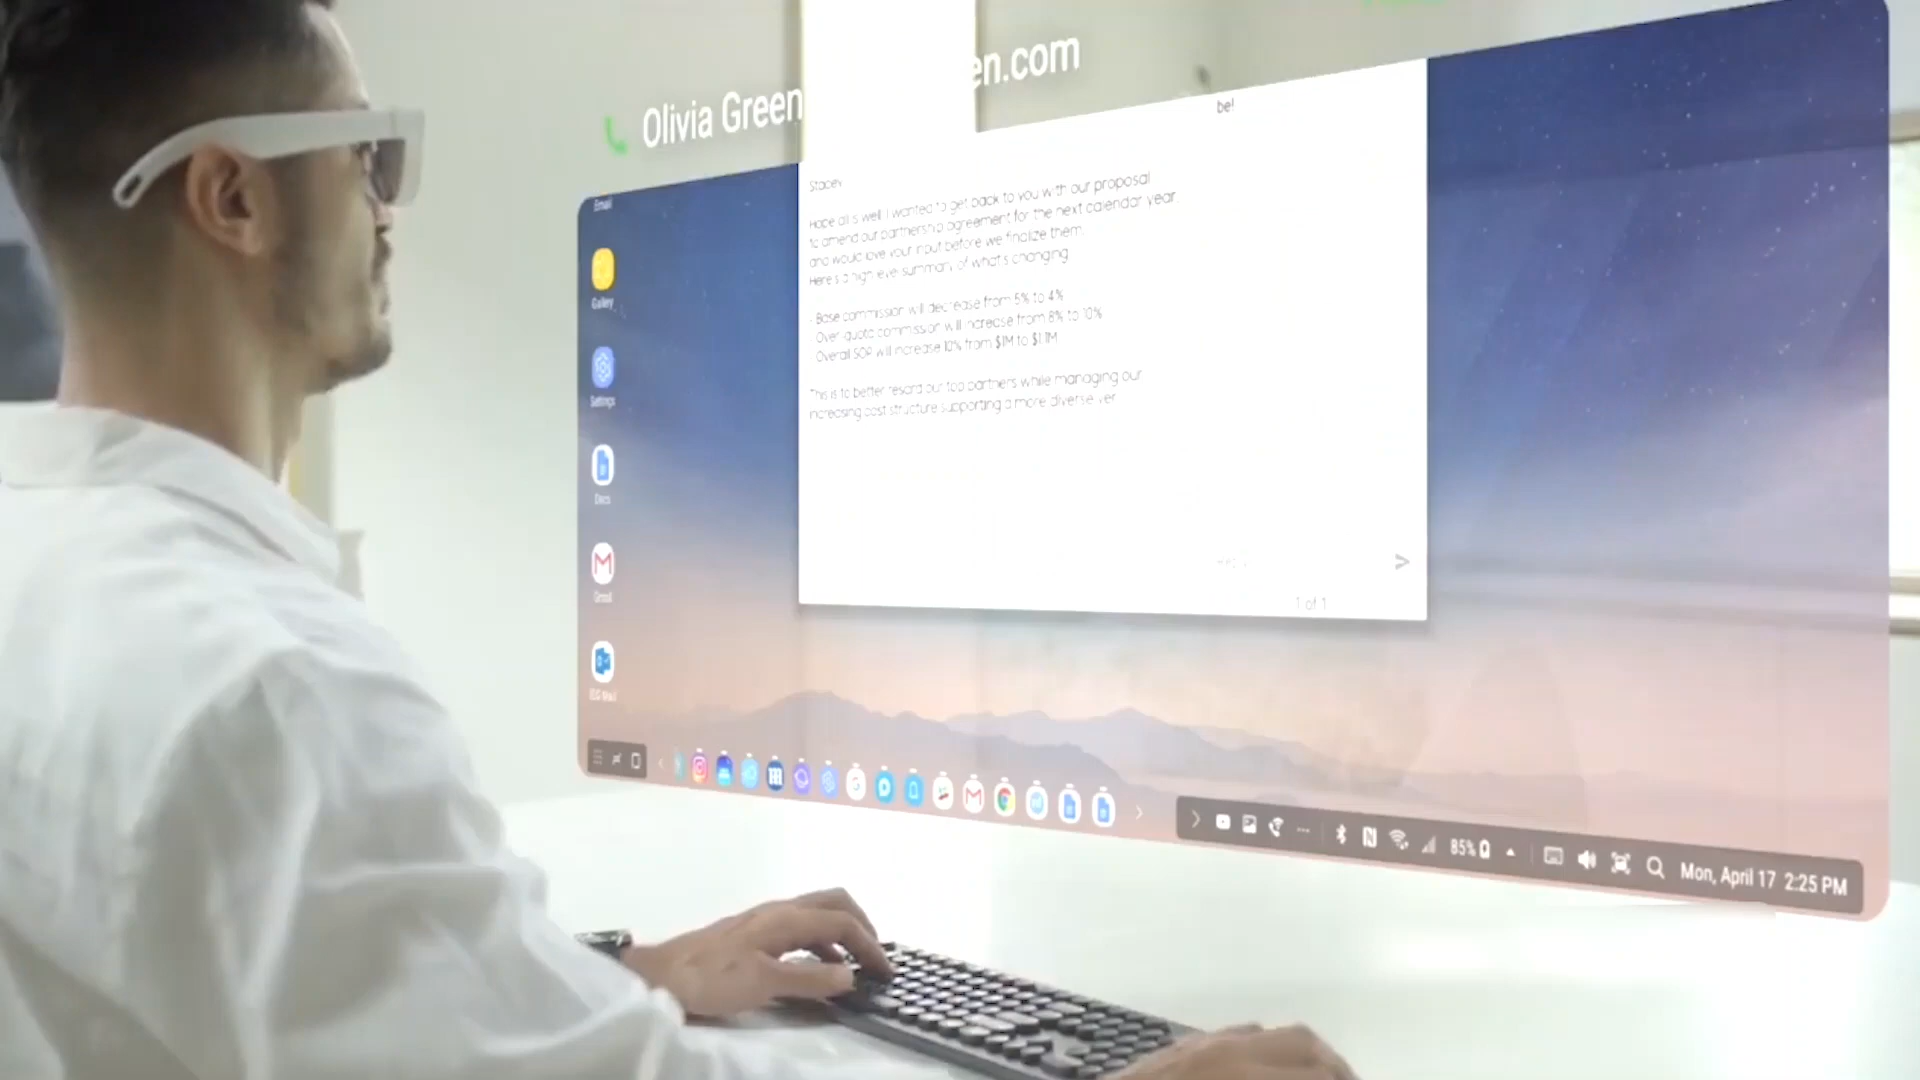 Olivia Green
en.com
be!
Email
Stacey
Hope all is well! I wanted to get back to you with our proposal
to amend our partnership agreement for the next calendar year,
and would love your input before we finalize them.
Here's a high level summary of what's changing
- Base commission will decrease from 5% to 4%
- Over-quota commission will increase from 8% to 10%
- Overall SOP will increase 10% from $1M to $1.1M
This is to better resard our top partners while managing our
increasing cost structure supporting a more diverse ver
Reply
1 of 1
Gallery
Settings
Docs
Gmail
85%
Mon, April 17 2:25 PM